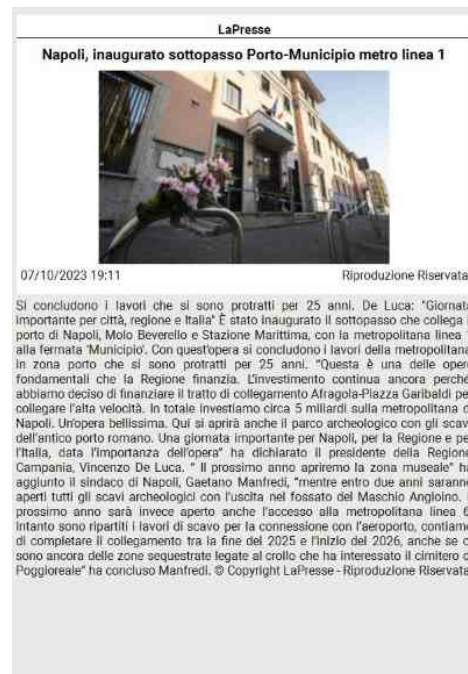 LaPresse
Napoli, inaugurato sottopasso Porto-Municipio metro linea 1
07/10/2023 19:11 Riproduzione Riservata
Si concludono i lavori che si sono protratti per 25 anni. De Luca: "Giornata
importante per città, regione e Italia" È stato inaugurato il sottopasso che collega i
porto di Napoli, Molo Beverello e Stazione Marittima, con la metropolitana linea 1
alla fermata 'Municipio'. Con quest'opera si concludono i lavori della metropolitana
in zona porto che si sono protratti per 25 anni. "Questa è una delle opere
fondamentali che la Regione finanzia. L'investimento continua ancora perché
abbiamo deciso di finanziare il tratto di collegamento Afragola-Piazza Garibaldi per
collegare l'alta velocità. In totale investiamo circa 5 miliardi sulla metropolitana d
Napoli. Un'opera bellissima. Qui si aprirà anche il parco archeologico con gli scavi
dell'antico porto romano. Una giornata importante per Napoli, per la Regione e per
l'Italia, data l'importanza dell'opera" ha dichiarato il presidente della Regione
Campania, Vincenzo De Luca. " Il prossimo anno apriremo la zona museale" ha
aggiunto il sindaco di Napoli, Gaetano Manfredi, "mentre entro due anni saranno
aperti tutti gli scavi archeologici con l'uscita nel fossato del Maschio Angioino. I
prossimo anno sarà invece aperto anche l'accesso alla metropolitana linea 6.
Intanto sono ripartiti i lavori di scavo per la connessione con l'aeroporto, contiamo
di completare il collegamento tra la fine del 2025 e l'inizio del 2026, anche se c
sono ancora delle zone sequestrate legate al crollo che ha interessato il cimitero d
Poggioreale" ha concluso Manfredi. © Copyright LaPresse - Riproduzione Riservata